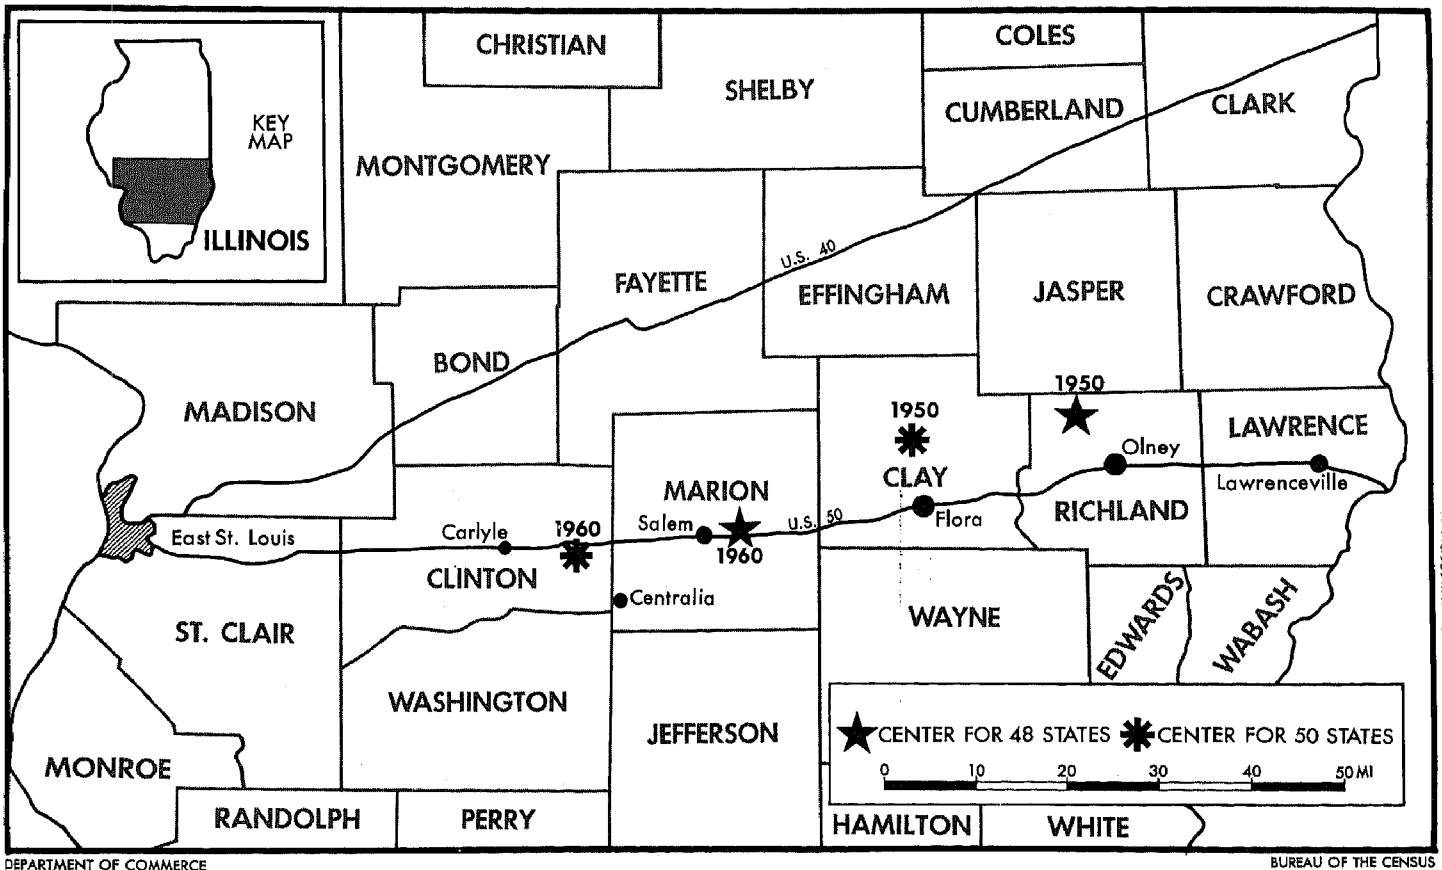 CHRISTIAN
COLES
SHELBY
CUMBERLAND
CLARK
KEY
MAP
MONTGOMERY
ILLINOIS
U.S. 40
FAYETTE
EFFINGHAM
JASPER
CRAWFORD
BOND
MADISON
1950
1950
LAWRENCE
Olney
CLAY
Lawrenceville
MARION
RICHLAND
Flora
U.S. 50
Salem
1960
East St. Louis
Carlyle
1960
CLINTON
Centralia
WAYNE
EDWARDS
WABASH
ST. CLAIR
WASHINGTON
JEFFERSON
CENTER FOR 48 STATES
CENTER FOR 50 STATES
0 10 20 30 40 50 MI
MONROE
RANDOLPH
PERRY
HAMILTON
WHITE
DEPARTMENT OF COMMERCE
BUREAU OF THE CENSUS